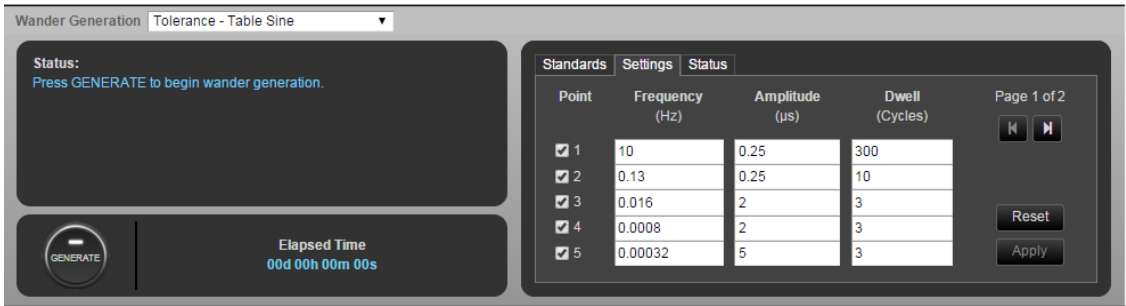 Wander Generation Tolerance - Table Sine
Status:
Press GENERATE to begin wander generation.
GENERATE
Elapsed Time
00d 00h 00m 00s
Standards Settings Status
Point Frequency Amplitude Dwell Page 1 of 2
(Hz) (µs) (Cycles)
1 10 0.25 300
2 0.13 0.25 10
3 0.016 2 3
4 0.0008 2 3
5 0.00032 5 3
Reset
Apply